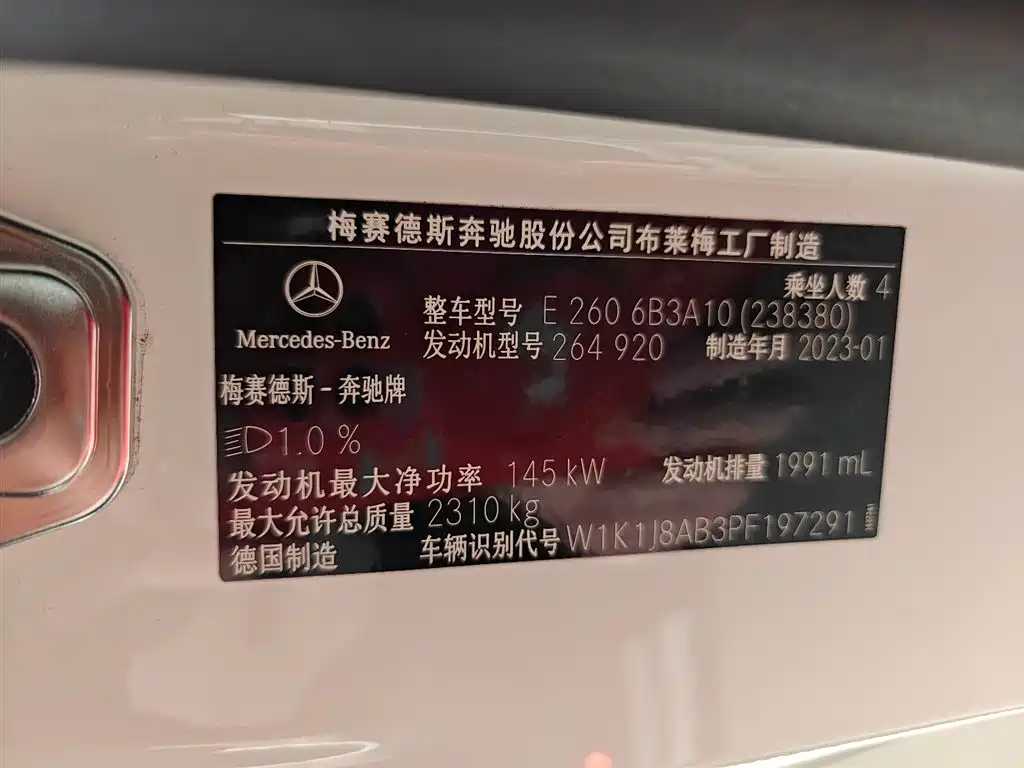 梅赛德斯奔驰股份公司布莱梅工厂制造
乘坐人数 4
Mercedes-Benz
整车型号 E 260 6B3A10 (238380)
发动机型号 264 920 制造年月 2023-01
梅赛德斯-奔驰牌
1.0 %
发动机最大净功率 145 kW 发动机排量 1991 mL
最大允许总质量 2310 kg
德国制造 车辆识别代号 W1K1J8AB3PF197291